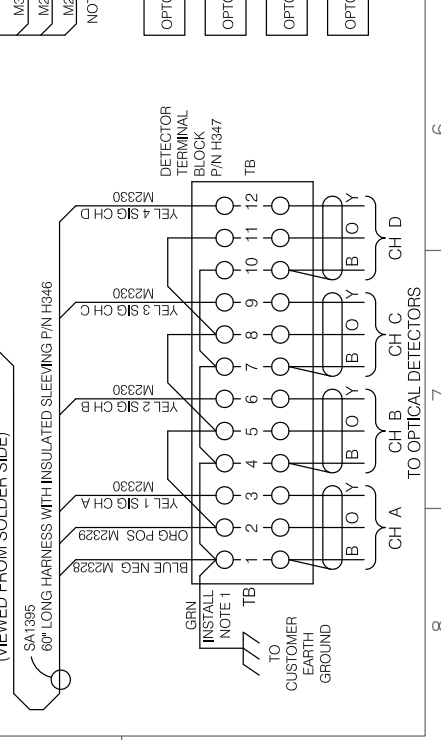 (VIEWED FROM SOLDER SIDE)
M3
M2
M2
NOT
OPTO
OPTO
OPTO
OPTO
SA1395
60" LONG HARNESS WITH INSULATED SLEEVING P/N H346
DETECTOR
TERMINAL
BLOCK
P/N H347
TB
BLUE NEG M2328
ORG POS M2329
YEL 1 SIG CH A
M2330
YEL 2 SIG CH B
M2330
YEL 3 SIG CH C
M2330
YEL 4 SIG CH D
M2330
1 2 3 4 5 6 7 8 9 10 11 12
GRN
INSTALL
NOTE 1
TB
TO
CUSTOMER
EARTH
GROUND
B O Y B O Y B O Y B O Y
CH A CH B CH C CH D
TO OPTICAL DETECTORS
8 7 6